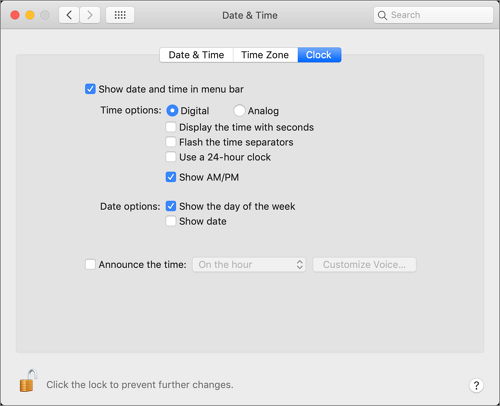 Date & Time
Search
Date & Time Time Zone Clock
Show date and time in menu bar
Time options: Digital Analog
Display the time with seconds
Flash the time separators
Use a 24-hour clock
Show AM/PM
Date options: Show the day of the week
Show date
Announce the time: On the hour Customize Voice...
Click the lock to prevent further changes.
?